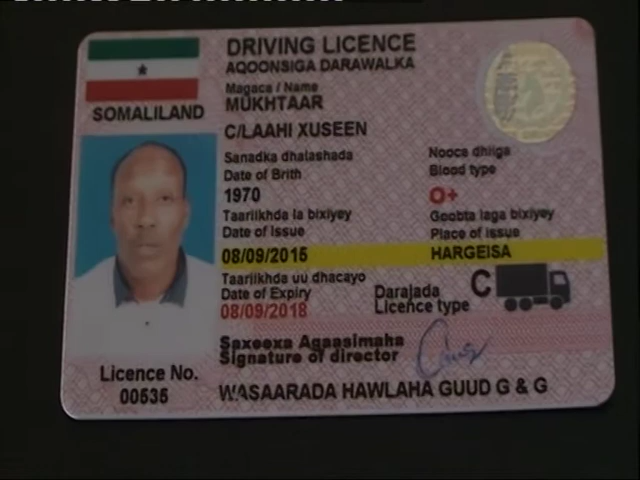 DRIVING LICENCE
AQOONSIGA DARAWALKA
SOMALILAND
Magaca / Name
MUKHTAAR
C/LAAHI XUSEEN
Sanadka dhalashada
Date of Brith
1970
Nooca dhiiga
Blood type
O+
Taariikhda la bixiyey
Date of Issue
08/09/2015
Goobta laga bixiyey
Place of issue
HARGEISA
Taariikhda uu dhacayo
Date of Expiry
08/09/2018
Darajada
Licence type
C
Saxeexa Agaasimaha
Signature of director
Licence No.
00535
WASAARADA HAWLAHA GUUD G & G